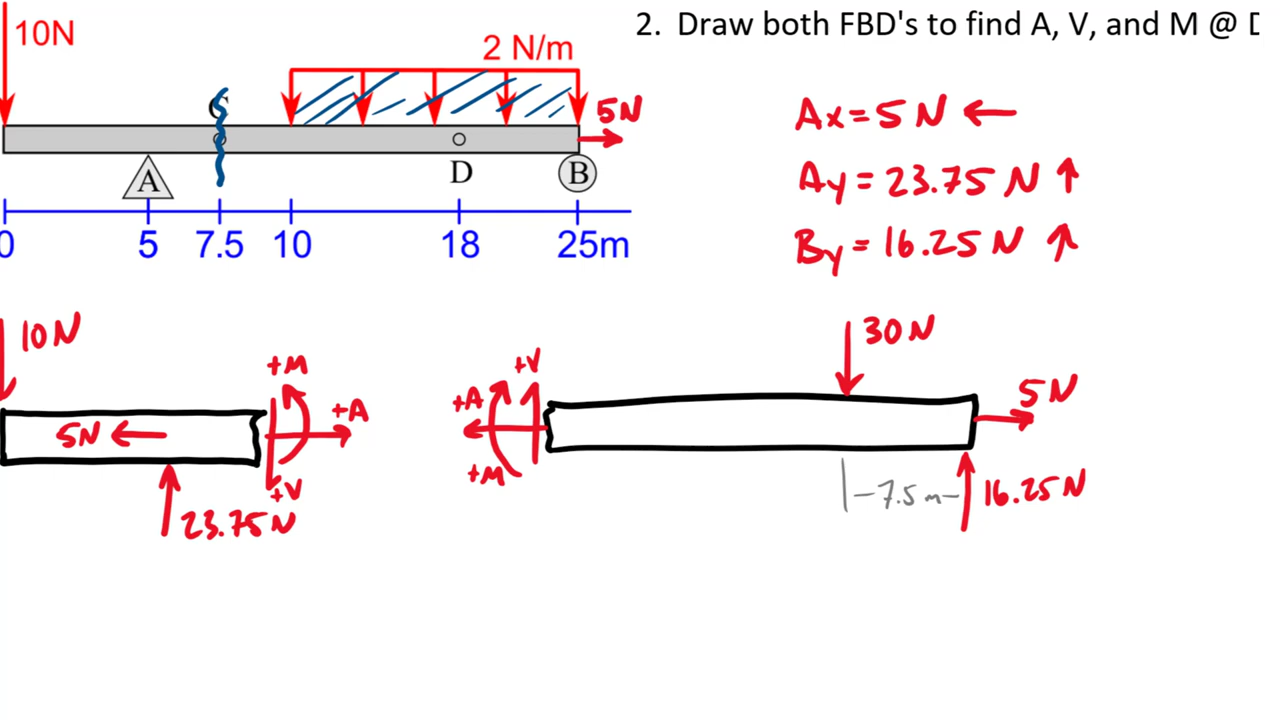 2. Draw both FBD's to find A, V, and M @ D
10N
2 N/m
C
5N
A
D
B
0 5 7.5 10 18 25m
Ax = 5 N ←
Ay = 23.75 N ↑
By = 16.25 N ↑
10N
+M
+A
5N ←
+V
23.75N
+V
30N
+A
5N
+M
7.5 m
16.25N